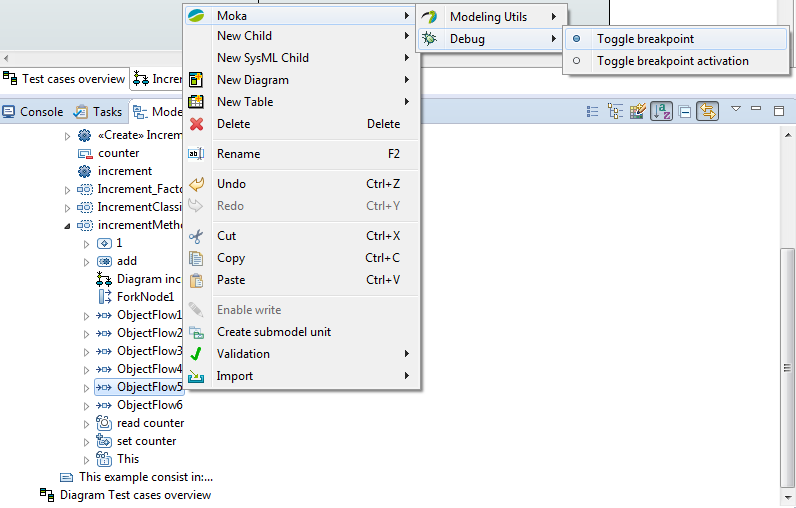 Moka
Modeling Utils
Debug
Toggle breakpoint
Toggle breakpoint activation
New Child
New SysML Child
New Diagram
New Table
Delete Delete
Rename F2
Undo Ctrl+Z
Redo Ctrl+Y
Cut Ctrl+X
Copy Ctrl+C
Paste Ctrl+V
Enable write
Create submodel unit
Validation
Import
Test cases overview
Increm
Console
Tasks
Mode
«Create» Increm
counter
increment
Increment_Facto
IncrementClassi
incrementMetho
1
add
Diagram inc
ForkNode1
ObjectFlow1
ObjectFlow2
ObjectFlow3
ObjectFlow4
ObjectFlow5
ObjectFlow6
read counter
set counter
This
This example consist in:...
Diagram Test cases overview